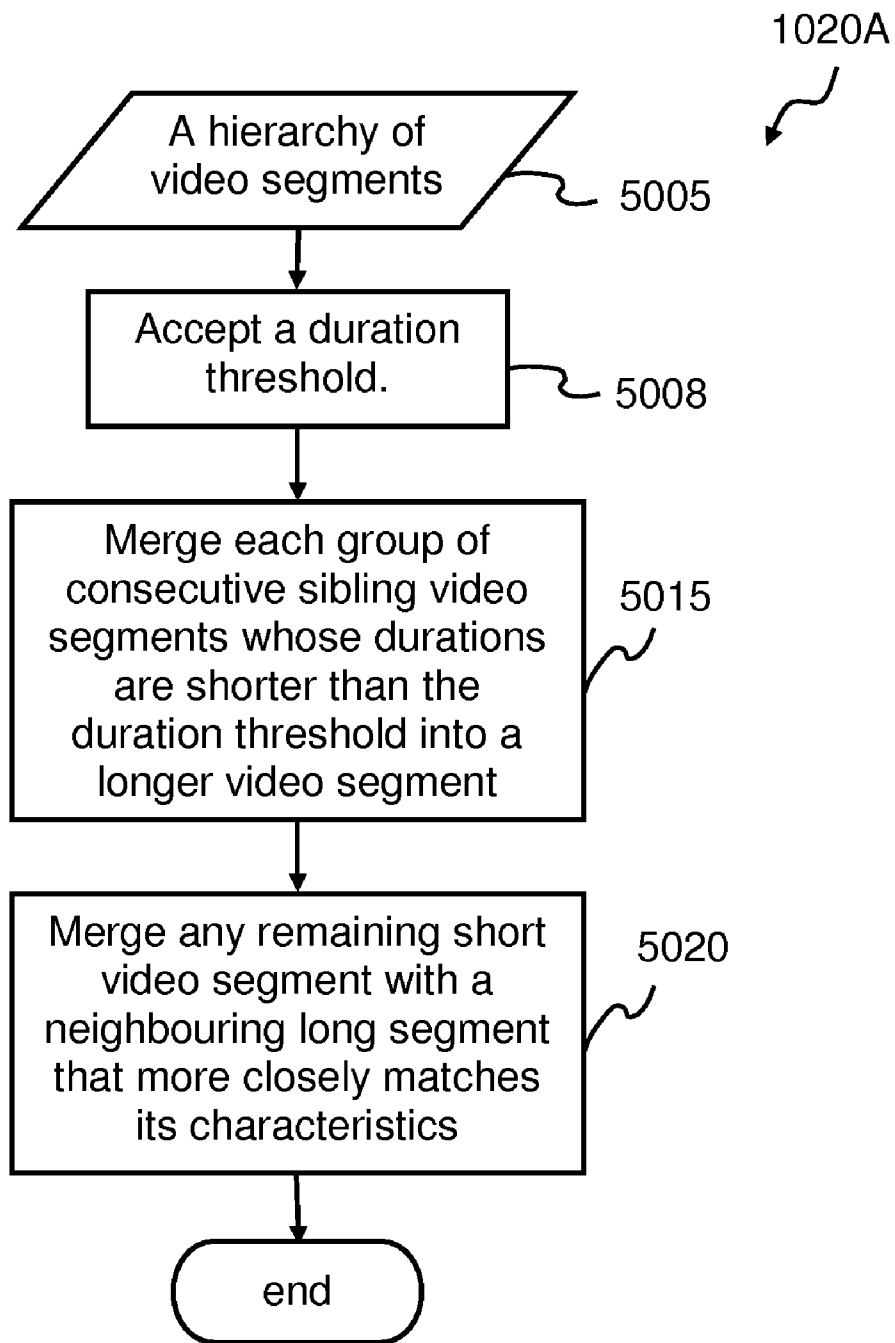 1020A
A hierarchy of
video segments
5005
Accept a duration
threshold.
5008
Merge each group of
consecutive sibling video
segments whose durations
are shorter than the
duration threshold into a
longer video segment
5015
Merge any remaining short
video segment with a
neighbouring long segment
that more closely matches
its characteristics
5020
end